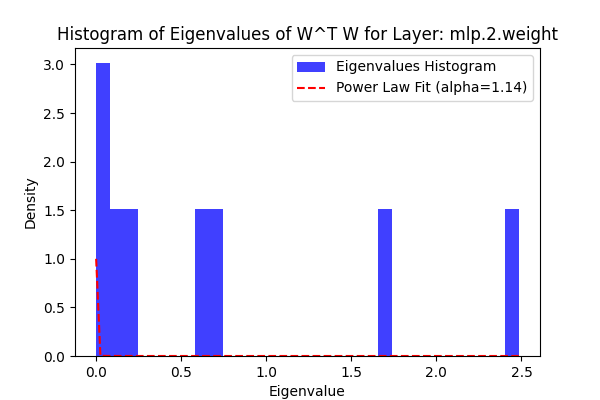 Histogram of Eigenvalues of W^T W for Layer: mlp.2.weight
Eigenvalues Histogram
Power Law Fit (alpha=1.14)
3.0
2.5
2.0
1.5
1.0
0.5
0.0
Density
0.0 0.5 1.0 1.5 2.0 2.5
Eigenvalue